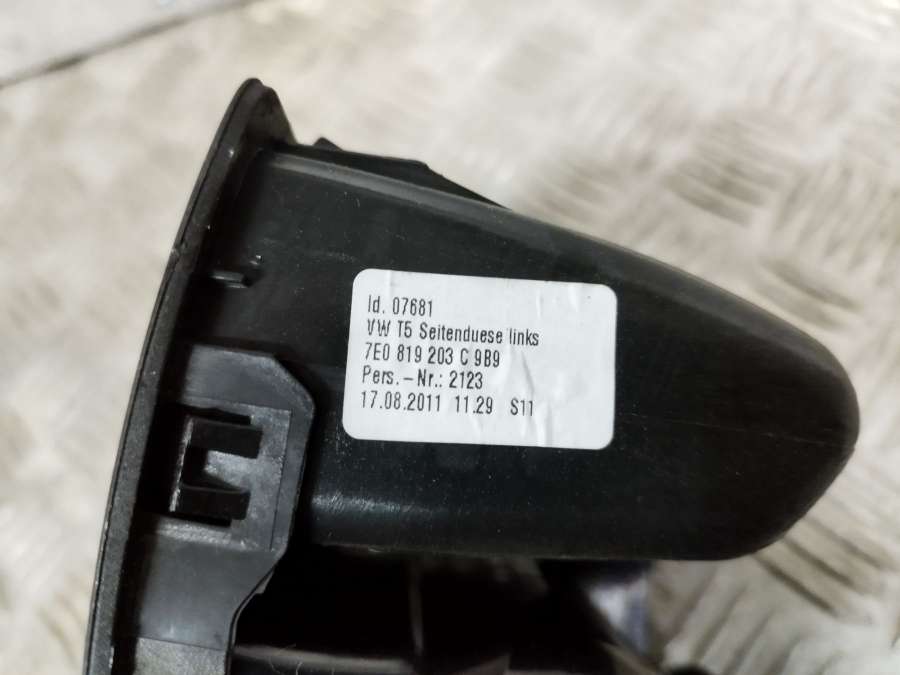 Id. 07681
VW T5 Seitenduese links
7E0 819 203 C 9B9
Pers.-Nr.: 2123
17.08.2011 11.29 S11